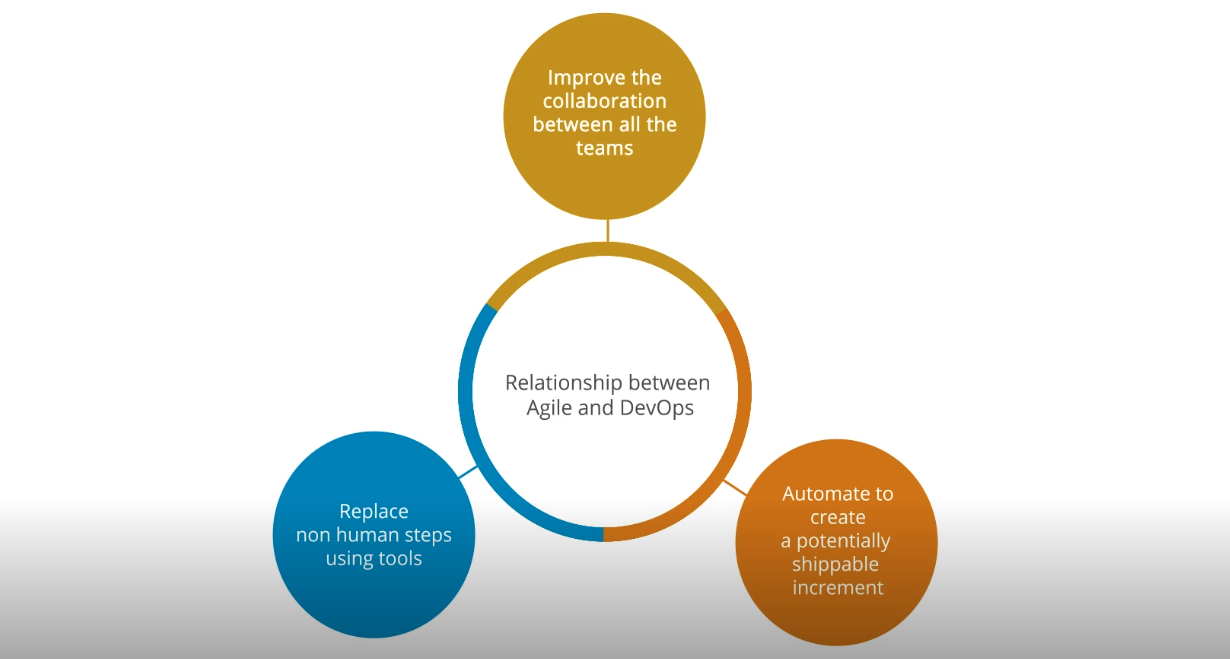 Improve the
collaboration
between all the
teams
Relationship between
Agile and DevOps
Replace
non human steps
using tools
Automate to
create
a potentially
shippable
increment